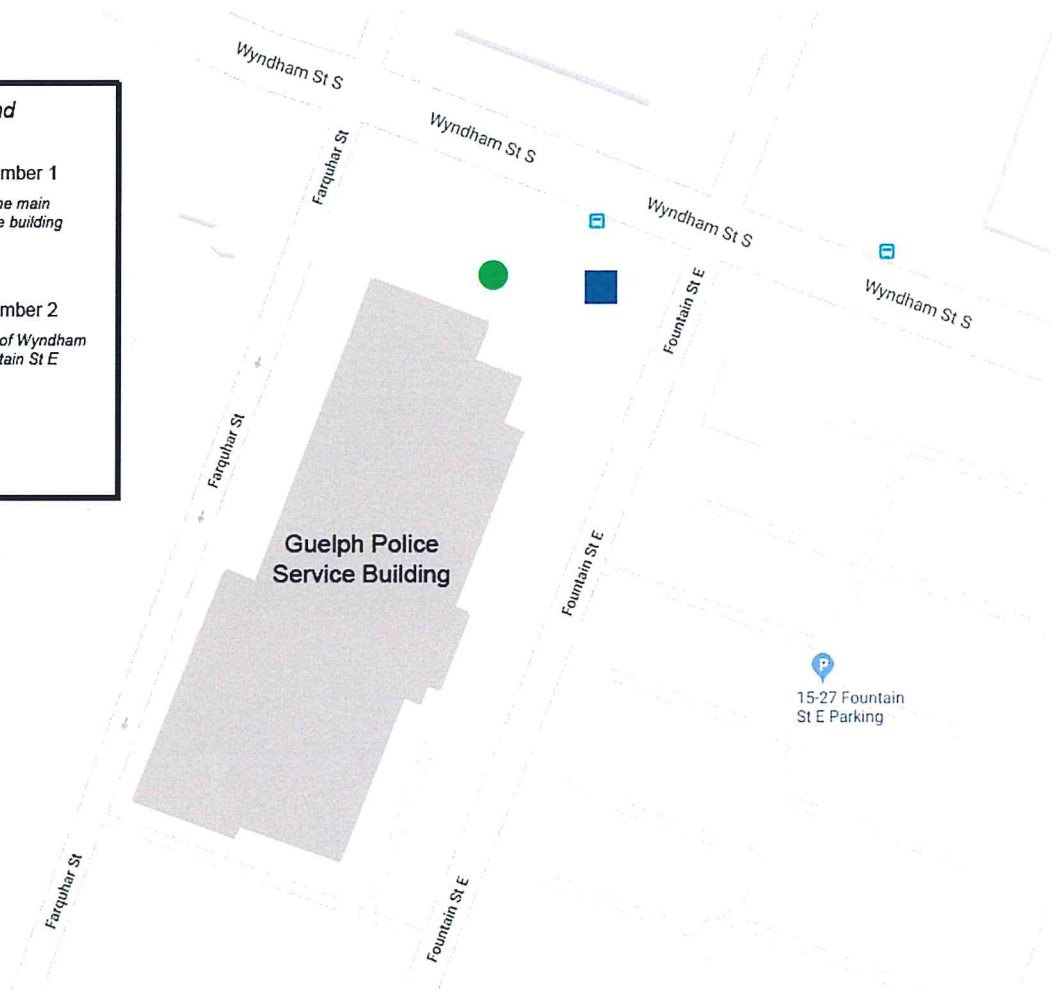 nd
mber 1
ne main
e building
mber 2
of Wyndham
tain St E
Wyndham St S
Wyndham St S
Wyndham St S
Wyndham St S
Farquhar St
Fountain St E
Farquhar St
Guelph Police
Service Building
Fountain St E
P
15-27 Fountain
St E Parking
Farquhar St
Fountain St E